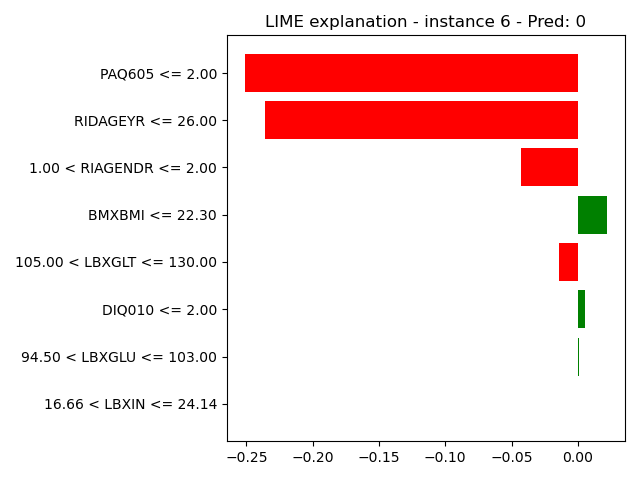 LIME explanation - instance 6 - Pred: 0
PAQ605 <= 2.00
RIDAGEYR <= 26.00
1.00 < RIAGENDR <= 2.00
BMXBMI <= 22.30
105.00 < LBXGLT <= 130.00
DIQ010 <= 2.00
94.50 < LBXGLU <= 103.00
16.66 < LBXIN <= 24.14
−0.25 −0.20 −0.15 −0.10 −0.05 0.00